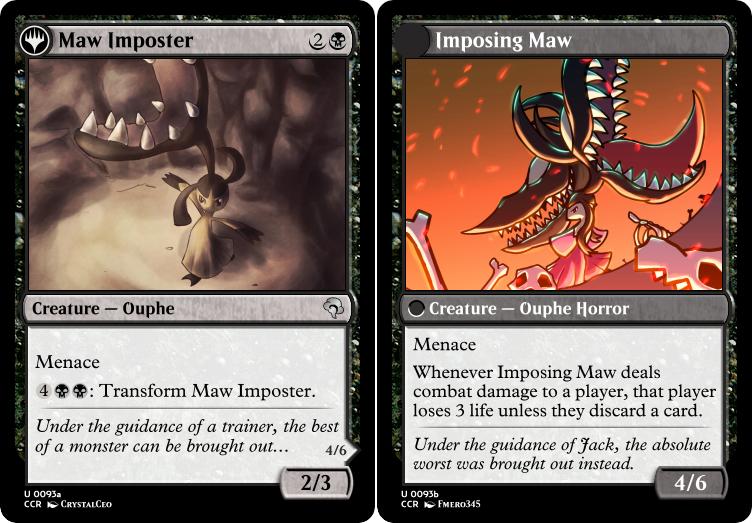 Maw Imposter
2
Creature — Ouphe
Menace
4 : Transform Maw Imposter.
Under the guidance of a trainer, the best
of a monster can be brought out...
4/6
2/3
U 0093a
CCR CrystalCeo
Imposing Maw
Creature — Ouphe Horror
Menace
Whenever Imposing Maw deals
combat damage to a player, that player
loses 3 life unless they discard a card.
Under the guidance of Jack, the absolute
worst was brought out instead.
4/6
U 0093b
CCR Fmero345